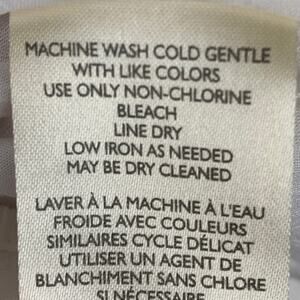 MACHINE WASH COLD GENTLE
WITH LIKE COLORS
USE ONLY NON-CHLORINE
BLEACH
LINE DRY
LOW IRON AS NEEDED
MAY BE DRY CLEANED
LAVER À LA MACHINE À L'EAU
FROIDE AVEC COULEURS
SIMILAIRES CYCLE DÉLICAT
UTILISER UN AGENT DE
BLANCHIMENT SANS CHLORE
SI NÉCESSAIRE